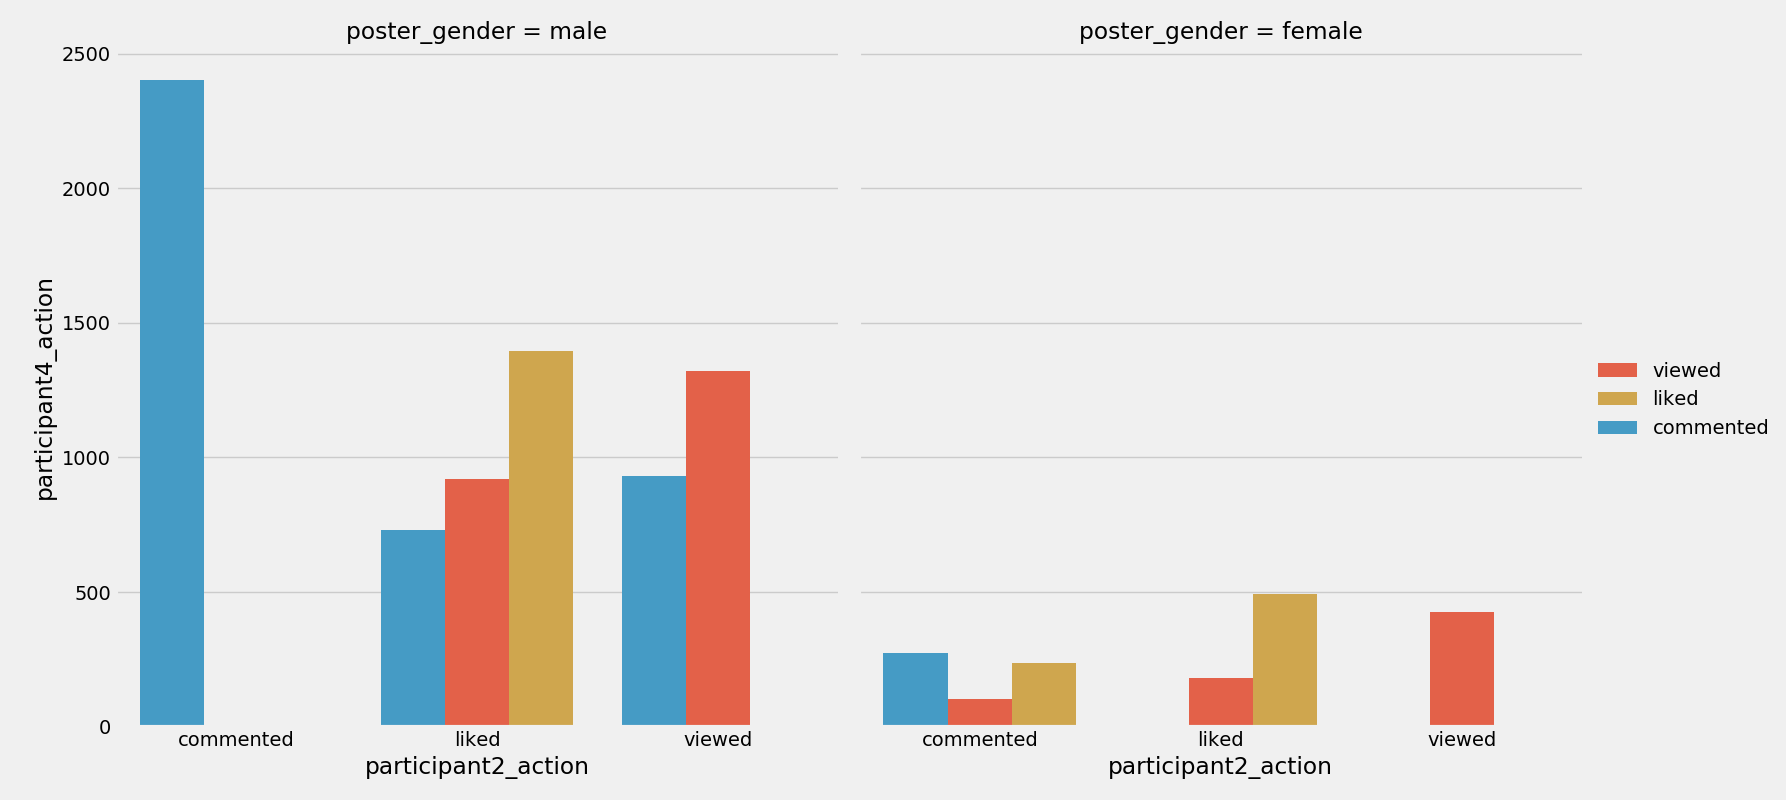 poster_gender = male
poster_gender = female
2500
2000
1500
1000
500
0
participant4_action
commented liked viewed
commented liked viewed
participant2_action
participant2_action
viewed
liked
commented